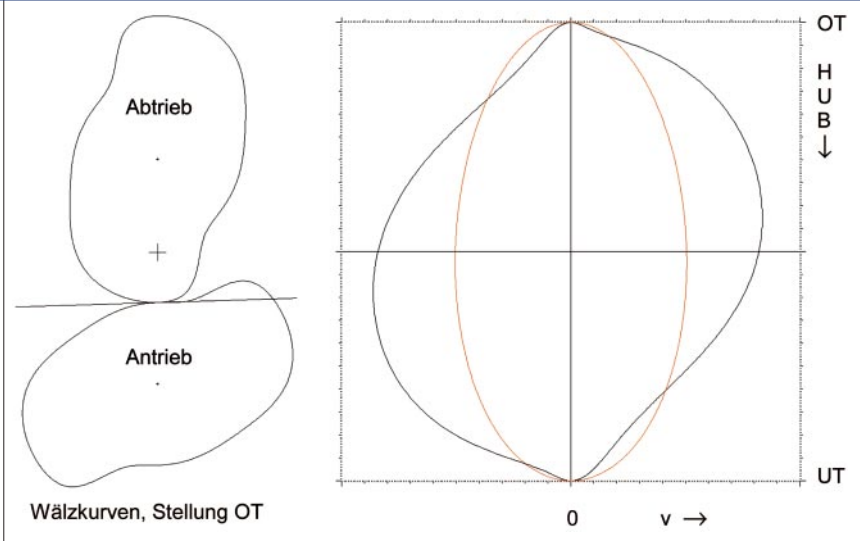 Abtrieb
Antrieb
Wälzkurven, Stellung OT
OT
H
U
B
↓
UT
0
v →